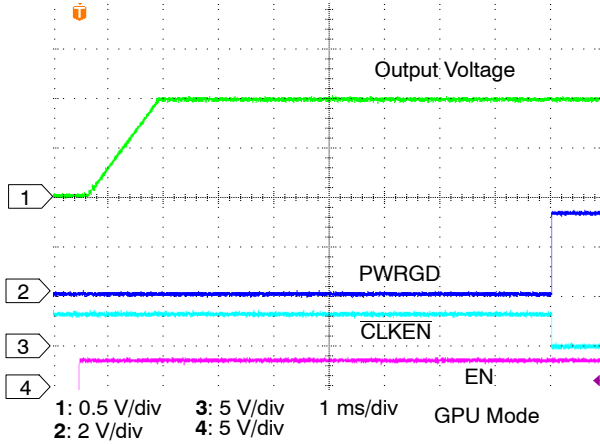 T
Output Voltage
1
PWRGD
2
CLKEN
3
EN
4
1: 0.5 V/div 3: 5 V/div 1 ms/div
GPU Mode
2: 2 V/div 4: 5 V/div